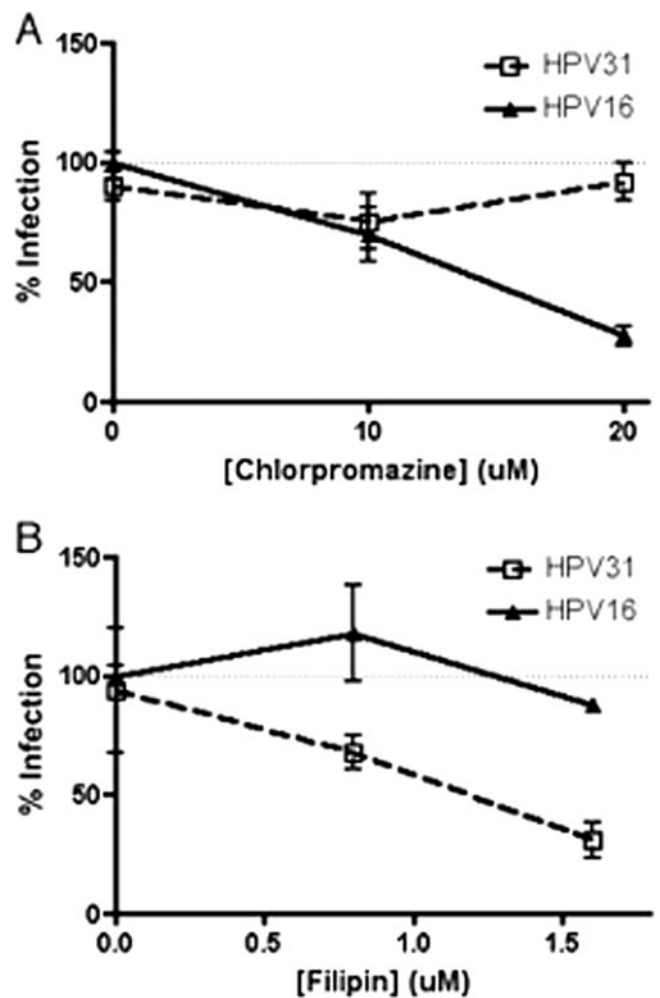 A
150
HPV31
HPV16
100
% Infection
50
0
0 10 20
[Chlorpromazine] (uM)
B
150
HPV31
HPV16
100
% Infection
50
0
0.0 0.5 1.0 1.5
[Filipin] (uM)